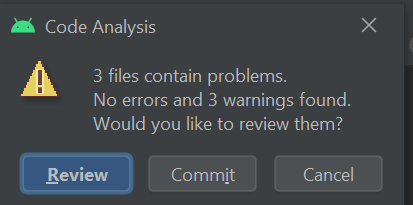 Code Analysis
3 files contain problems.
No errors and 3 warnings found.
Would you like to review them?
Review
Commit
Cancel